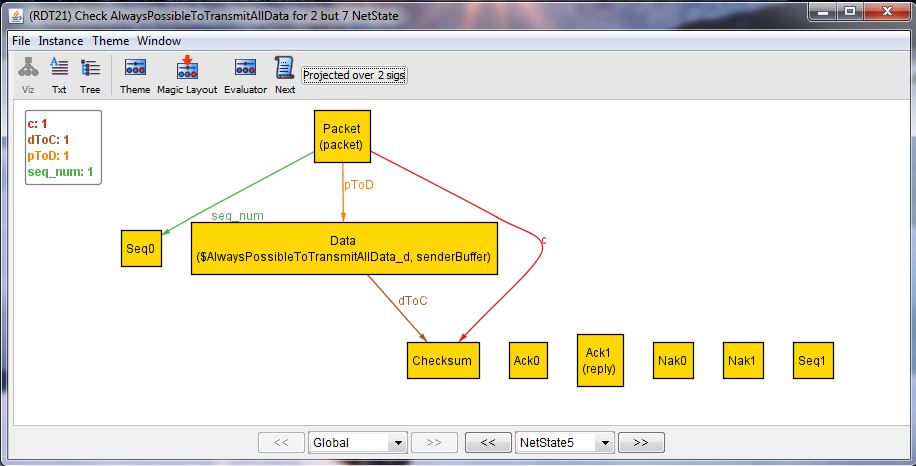 (RDT21) Check AlwaysPossibleToTransmitAllData for 2 but 7 NetState
File Instance Theme Window
Viz Txt Tree Theme Magic Layout Evaluator Next Projected over 2 sigs
c: 1
dToC: 1
pToD: 1
seq_num: 1
Packet
(packet)
pToD
seq_num
c
Seq0
Data
($AlwaysPossibleToTransmitAllData_d, senderBuffer)
dToC
Checksum
Ack0
Ack1
(reply)
Nak0
Nak1
Seq1
<< Global >> << NetState5 >>